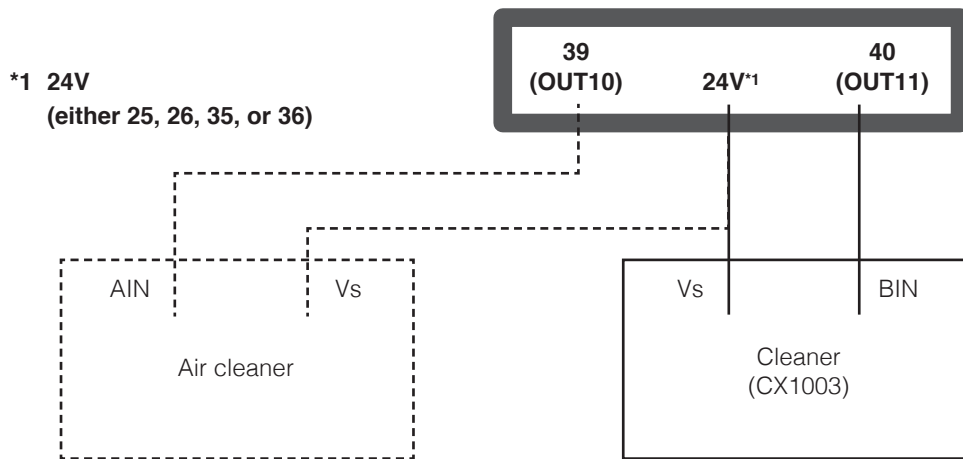 *1 24V
(either 25, 26, 35, or 36)
39
(OUT10)
24V*1
40
(OUT11)
AIN
Vs
Air cleaner
Vs
BIN
Cleaner
(CX1003)